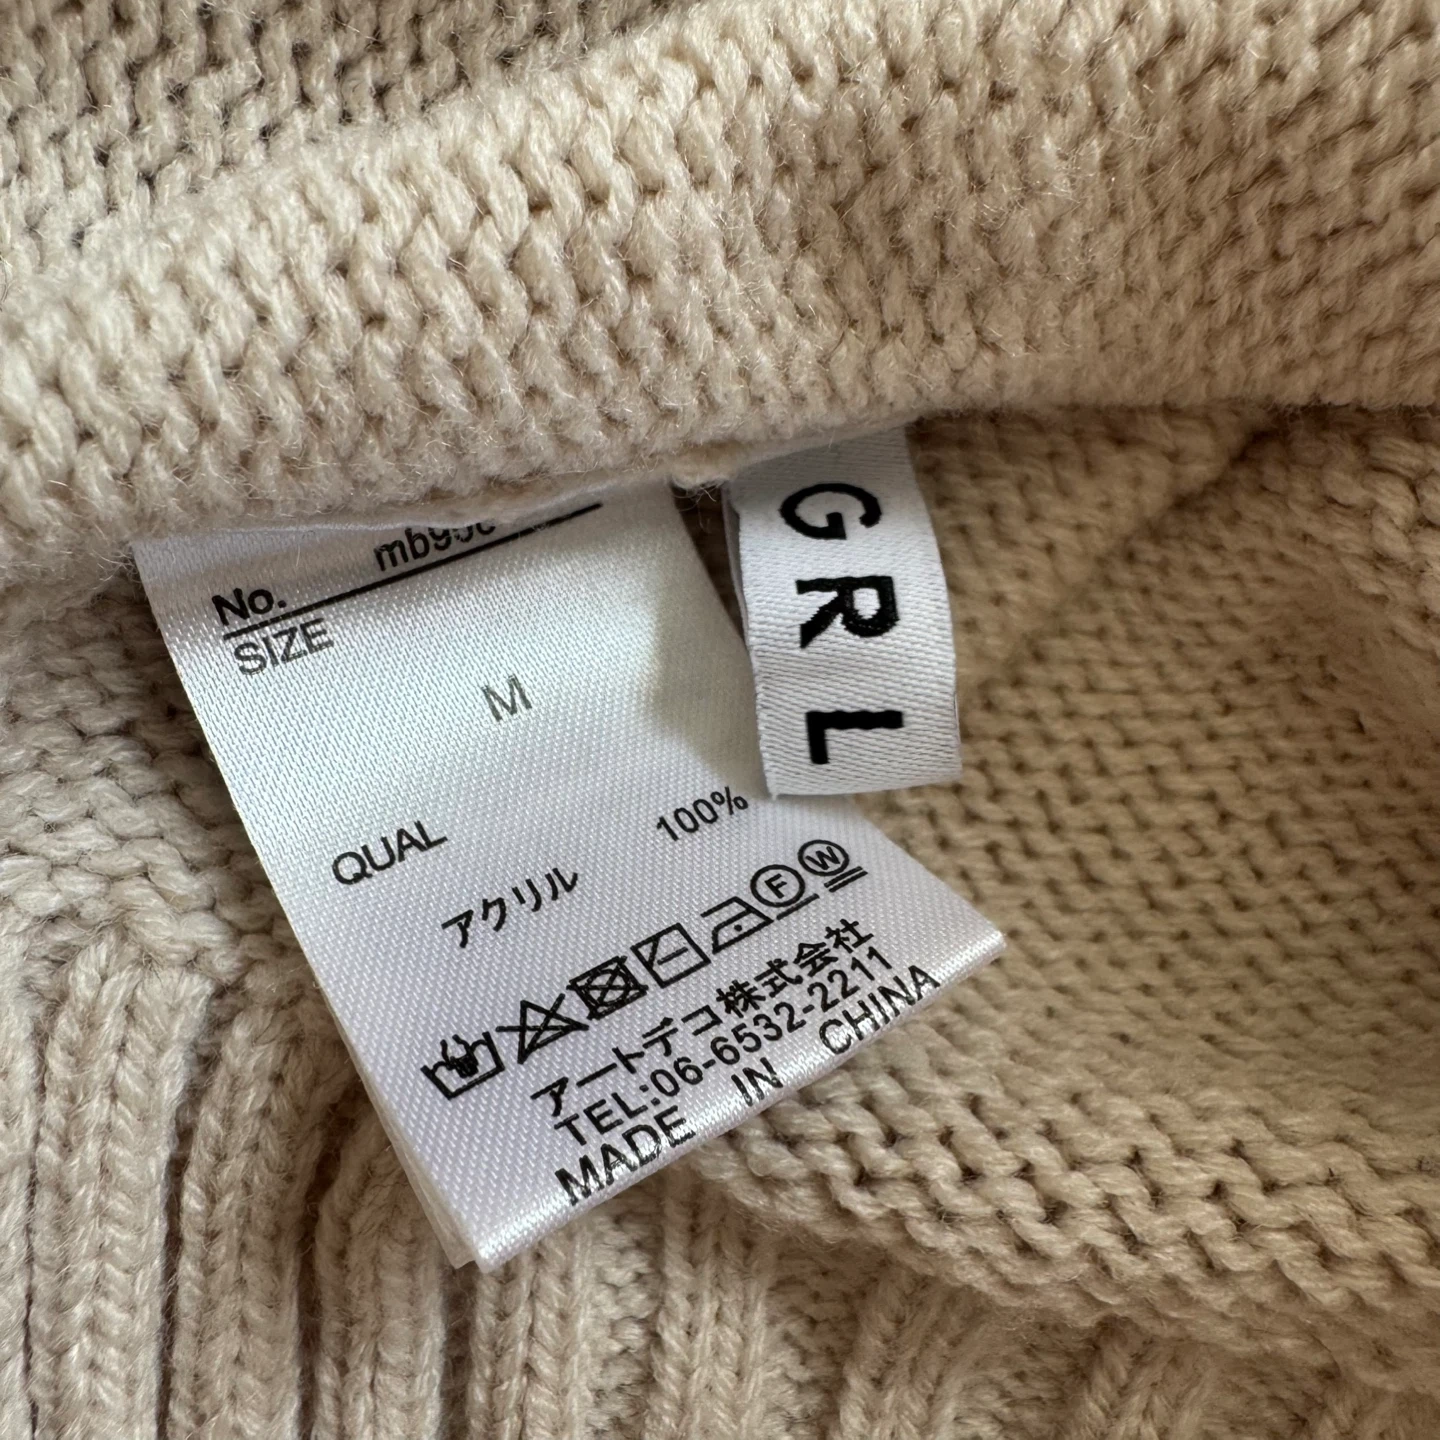 No.
SIZE
M
QUAL
アクリル 100%
F W
アートデコ株式会社
TEL:06-6532-2211
MADE IN CHINA
GRL